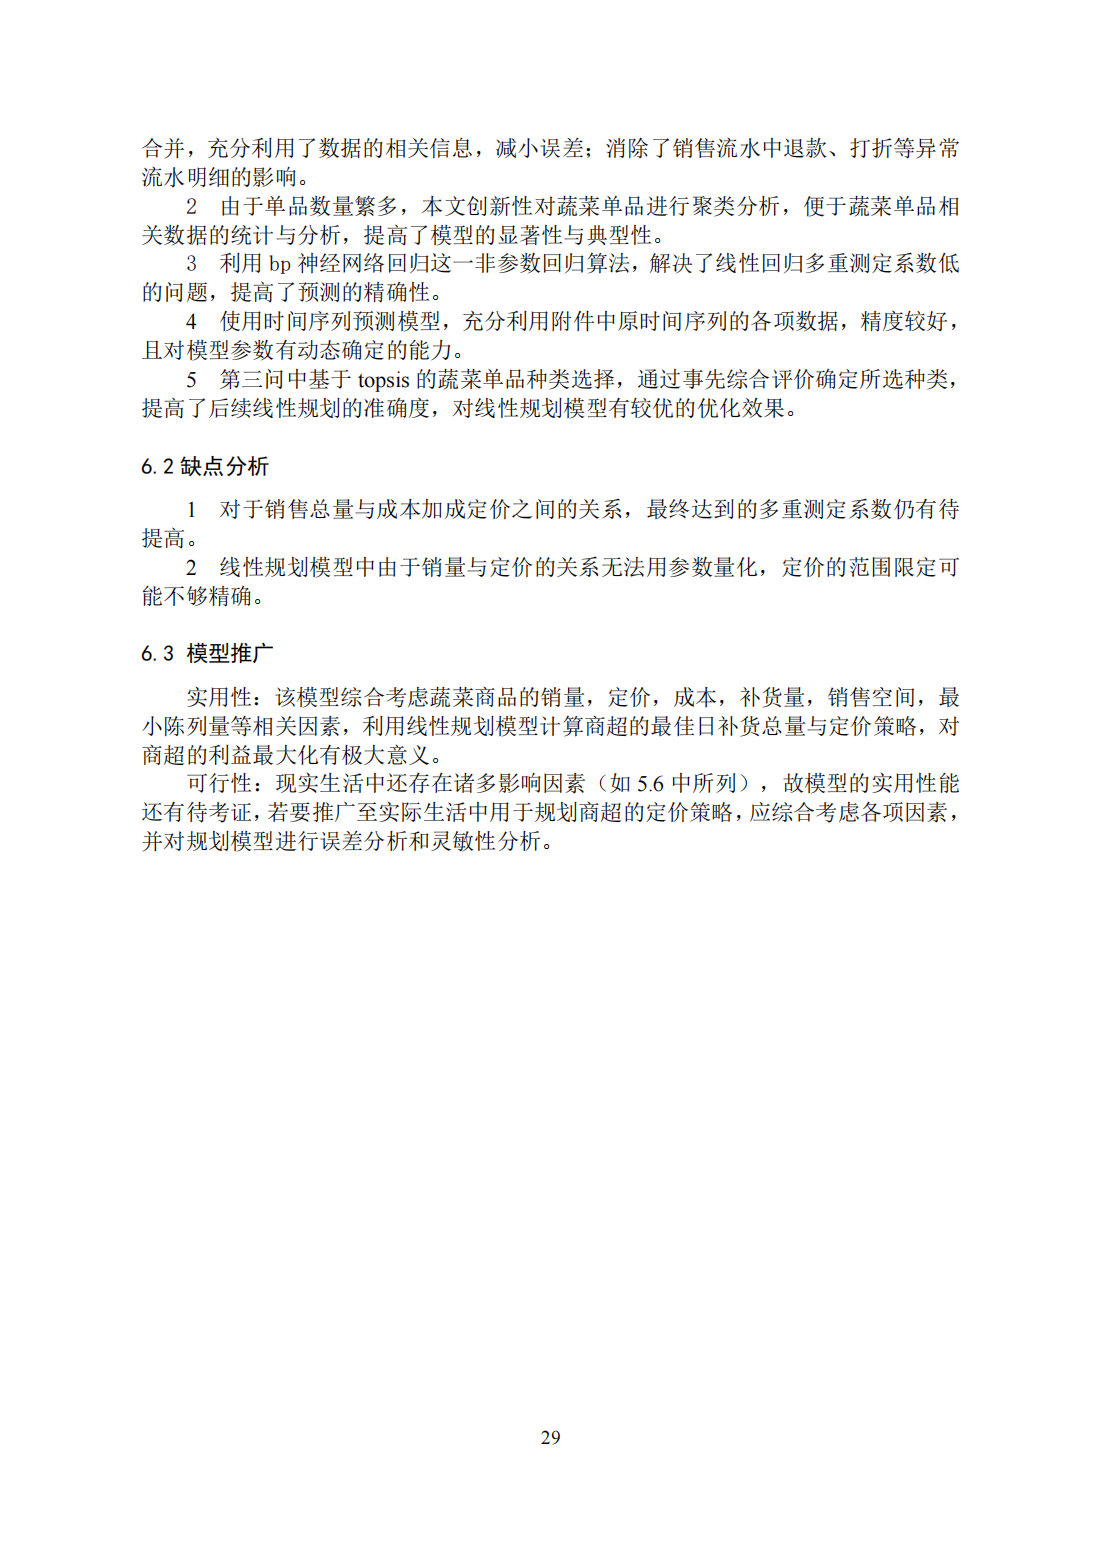 合并，充分利用了数据的相关信息，减小误差；消除了销售流水中退款、打折等异常
流水明细的影响。
2 由于单品数量繁多，本文创新性对蔬菜单品进行聚类分析，便于蔬菜单品相
关数据的统计与分析，提高了模型的显著性与典型性。
3 利用 bp 神经网络回归这一非参数回归算法，解决了线性回归多重测定系数低
的问题，提高了预测的精确性。
4 使用时间序列预测模型，充分利用附件中原时间序列的各项数据，精度较好，
且对模型参数有动态确定的能力。
5 第三问中基于 topsis 的蔬菜单品种类选择，通过事先综合评价确定所选种类，
提高了后续线性规划的准确度，对线性规划模型有较优的优化效果。
6.2 缺点分析
1 对于销售总量与成本加成定价之间的关系，最终达到的多重测定系数仍有待
提高。
2 线性规划模型中由于销量与定价的关系无法用参数量化，定价的范围限定可
能不够精确。
6.3 模型推广
实用性：该模型综合考虑蔬菜商品的销量，定价，成本，补货量，销售空间，最
小陈列量等相关因素，利用线性规划模型计算商超的最佳日补货总量与定价策略，对
商超的利益最大化有极大意义。
可行性：现实生活中还存在诸多影响因素（如 5.6 中所列），故模型的实用性能
还有待考证，若要推广至实际生活中用于规划商超的定价策略，应综合考虑各项因素，
并对规划模型进行误差分析和灵敏性分析。
29